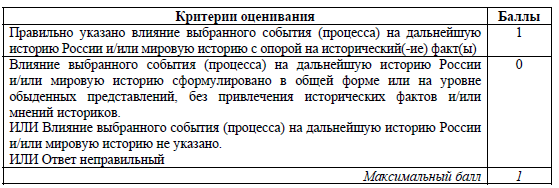 Критерии оценивания Баллы
Правильно указано влияние выбранного события (процесса) на дальнейшую 1
историю России и/или мировую историю с опорой на исторический(-ие) факт(ы)
Влияние выбранного события (процесса) на дальнейшую историю России 0
и/или мировую историю сформулировано в общей форме или на уровне
обыденных представлений, без привлечения исторических фактов и/или
мнений историков.
ИЛИ Влияние выбранного события (процесса) на дальнейшую историю России
и/или мировую историю не указано.
ИЛИ Ответ неправильный
Максимальный балл 1